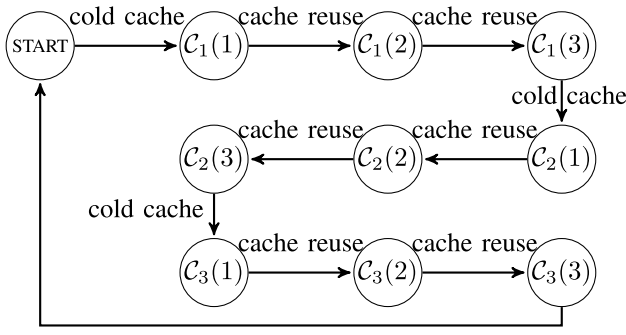 cold cache cache reuse cache reuse
START 𝒞₁(1) 𝒞₁(2) 𝒞₁(3)
cold cache
cache reuse cache reuse
𝒞₂(3) 𝒞₂(2) 𝒞₂(1)
cold cache
cache reuse cache reuse
𝒞₃(1) 𝒞₃(2) 𝒞₃(3)